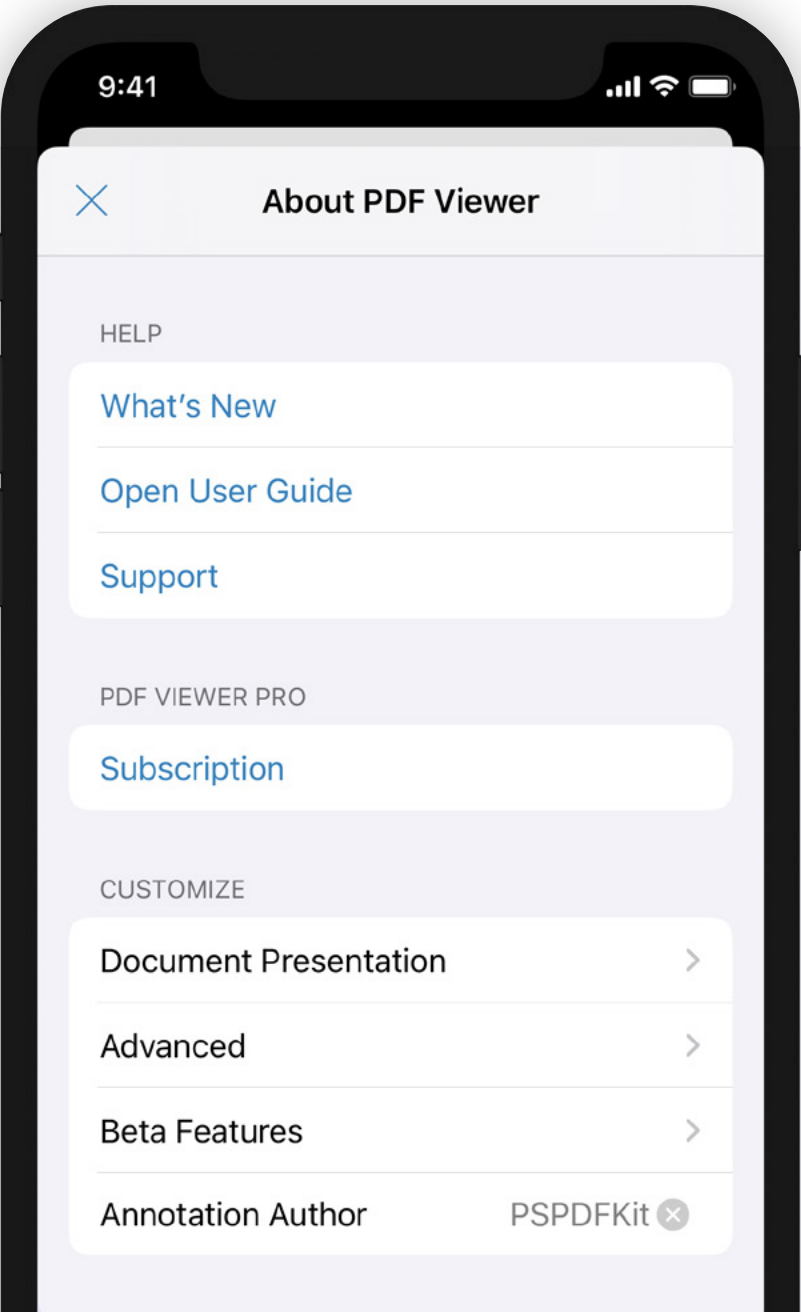 9:41
About PDF Viewer
HELP
What's New
Open User Guide
Support
PDF VIEWER PRO
Subscription
CUSTOMIZE
Document Presentation
Advanced
Beta Features
Annotation Author PSPDFKit